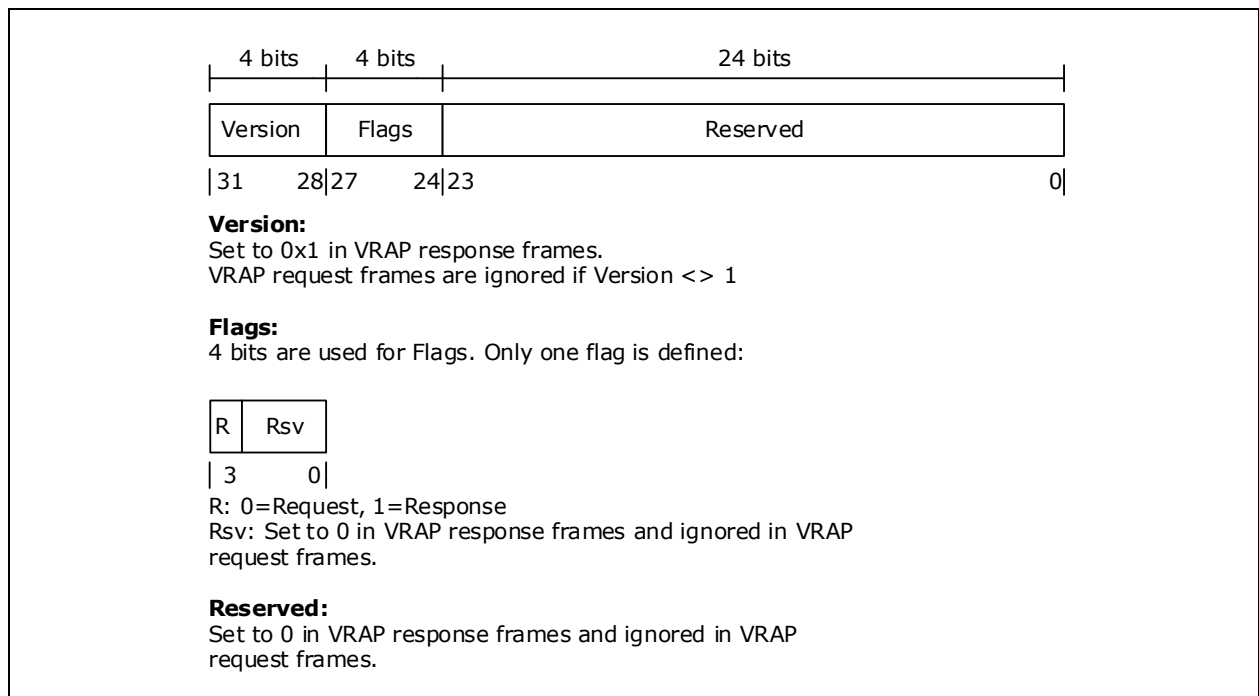 4 bits 4 bits 24 bits
Version Flags Reserved
31 28 27 24 23 0
Version:
Set to 0x1 in VRAP response frames.
VRAP request frames are ignored if Version <> 1
Flags:
4 bits are used for Flags. Only one flag is defined:
R Rsv
3 0
R: 0=Request, 1=Response
Rsv: Set to 0 in VRAP response frames and ignored in VRAP
request frames.
Reserved:
Set to 0 in VRAP response frames and ignored in VRAP
request frames.